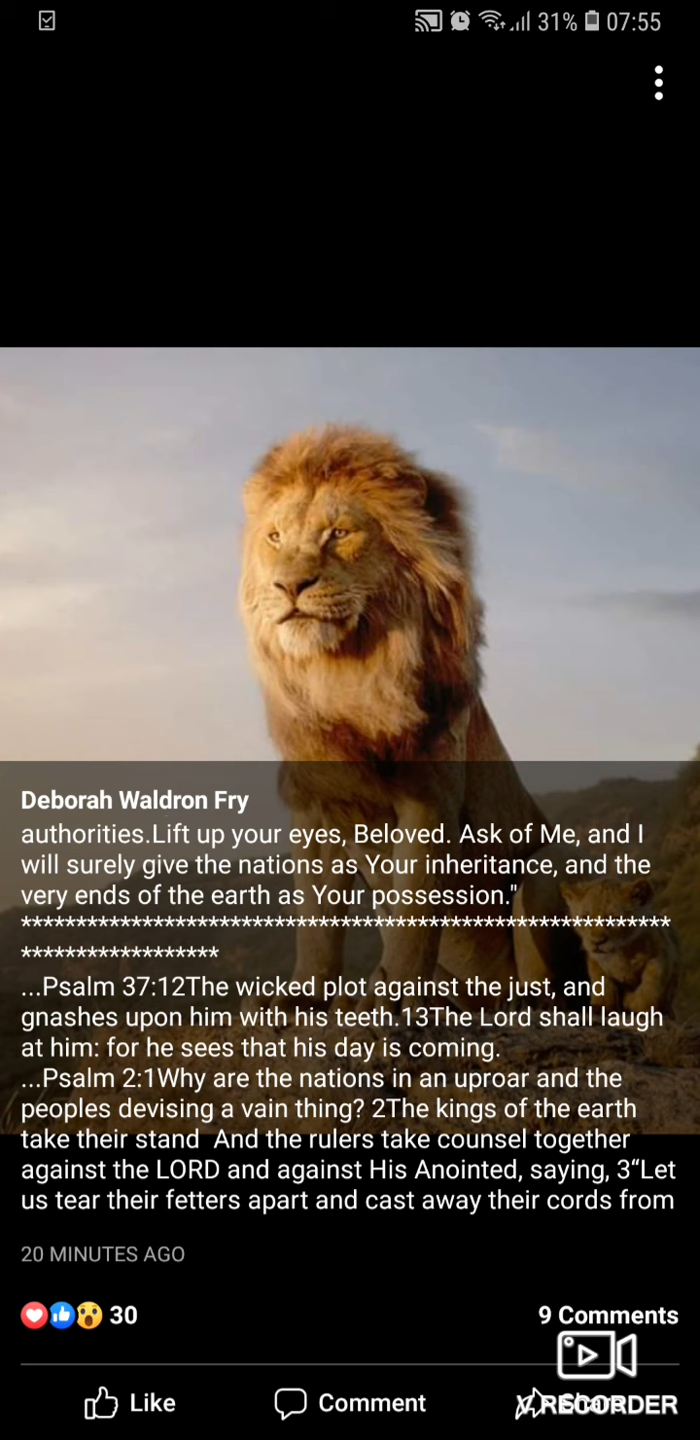 31% 07:55
Deborah Waldron Fry
authorities.Lift up your eyes, Beloved. Ask of Me, and I
will surely give the nations as Your inheritance, and the
very ends of the earth as Your possession."
***********************************************************
******************
...Psalm 37:12The wicked plot against the just, and
gnashes upon him with his teeth.13The Lord shall laugh
at him: for he sees that his day is coming.
...Psalm 2:1Why are the nations in an uproar and the
peoples devising a vain thing? 2The kings of the earth
take their stand  And the rulers take counsel together
against the LORD and against His Anointed, saying, 3“Let
us tear their fetters apart and cast away their cords from
20 MINUTES AGO
30 9 Comments
Like Comment V.RECORDER